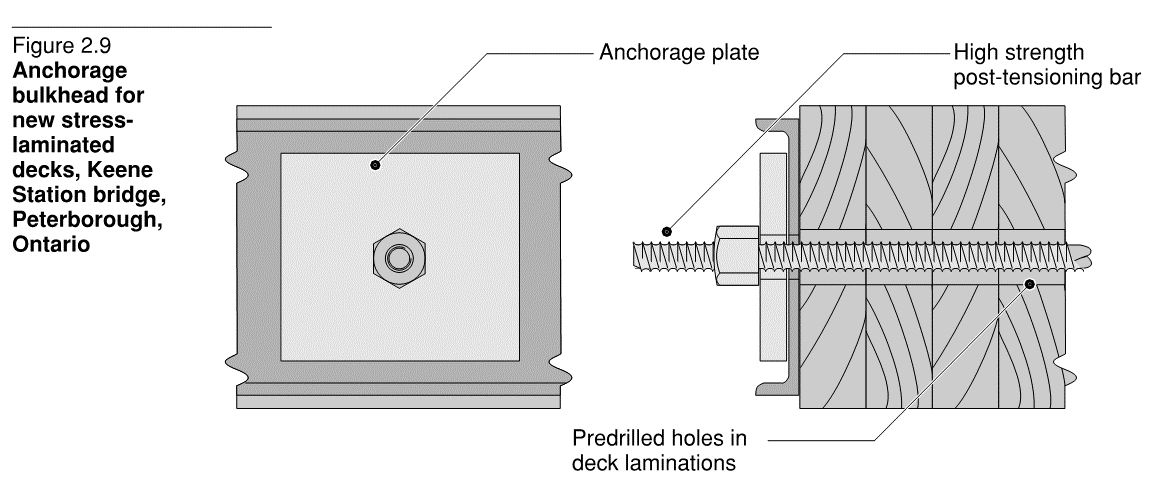 Figure 2.9
Anchorage
bulkhead for
new stress-
laminated
decks, Keene
Station bridge,
Peterborough,
Ontario
Anchorage plate
High strength
post-tensioning bar
Predrilled holes in
deck laminations